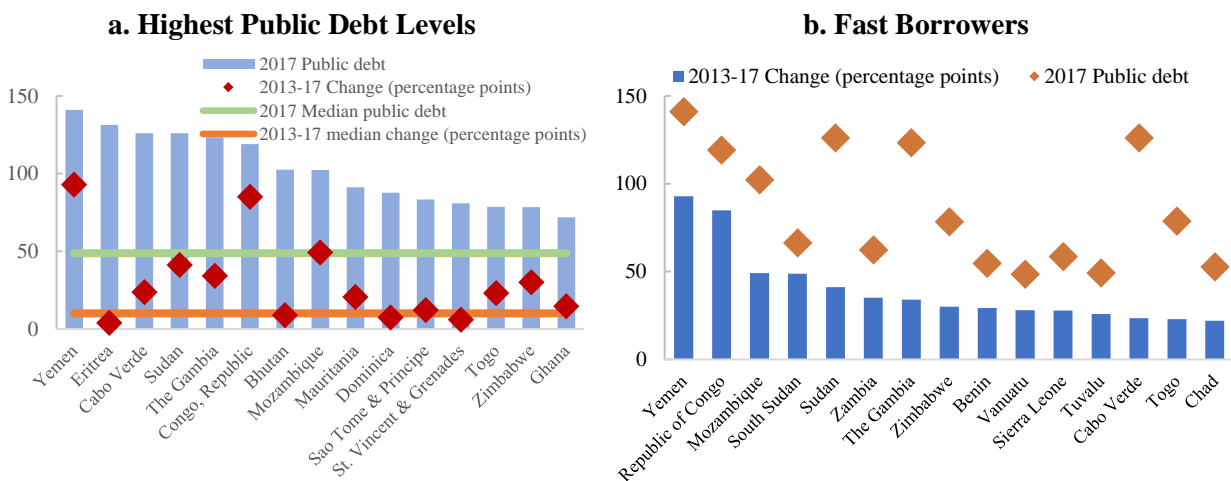 a. Highest Public Debt Levels
2017 Public debt
2013-17 Change (percentage points)
2017 Median public debt
2013-17 median change (percentage points)
150
100
50
0
Yemen
Eritrea
Cabo Verde
Sudan
The Gambia
Congo, Republic
Bhutan
Mozambique
Mauritania
Dominica
Sao Tome & Principe
St. Vincent & Grenades
Togo
Zimbabwe
Ghana
b. Fast Borrowers
2013-17 Change (percentage points)
2017 Public debt
150
100
50
0
Yemen
Republic of Congo
Mozambique
South Sudan
Sudan
Zambia
The Gambia
Zimbabwe
Benin
Vanuatu
Sierra Leone
Tuvalu
Cabo Verde
Togo
Chad